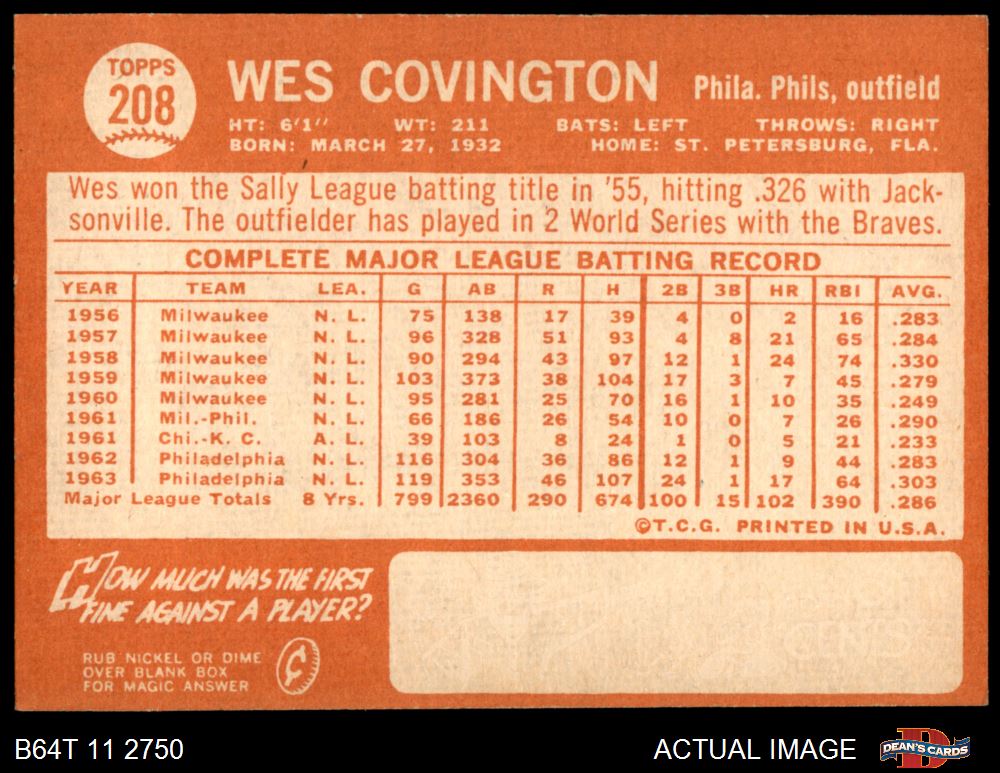 TOPPS
208
WES COVINGTON Phila. Phils, outfield
HT: 6'1" WT: 211 BATS: LEFT THROWS: RIGHT
BORN: MARCH 27, 1932 HOME: ST. PETERSBURG, FLA.
Wes won the Sally League batting title in '55, hitting .326 with Jack-
sonville. The outfielder has played in 2 World Series with the Braves.
COMPLETE MAJOR LEAGUE BATTING RECORD
YEAR TEAM LEA. G AB R H 2B 3B HR RBI AVG.
1956 Milwaukee N. L. 75 138 17 39 4 0 2 16 .283
1957 Milwaukee N. L. 96 328 51 93 4 8 21 65 .284
1958 Milwaukee N. L. 90 294 43 97 12 1 24 74 .330
1959 Milwaukee N. L. 103 373 38 104 17 3 7 45 .279
1960 Milwaukee N. L. 95 281 25 70 16 1 10 35 .249
1961 Mil.-Phil. N. L. 66 186 26 54 10 0 7 26 .290
1961 Chi.-K. C. A. L. 39 103 8 24 1 0 5 21 .233
1962 Philadelphia N. L. 116 304 36 86 12 1 9 44 .283
1963 Philadelphia N. L. 119 353 46 107 24 1 17 64 .303
Major League Totals 8 Yrs. 799 2360 290 674 100 15 102 390 .286
©T.C.G. PRINTED IN U.S.A.
HOW MUCH WAS THE FIRST
FINE AGAINST A PLAYER?
RUB NICKEL OR DIME
OVER BLANK BOX
FOR MAGIC ANSWER
CENTS
B64T 11 2750 ACTUAL IMAGE DEAN'S CARDS